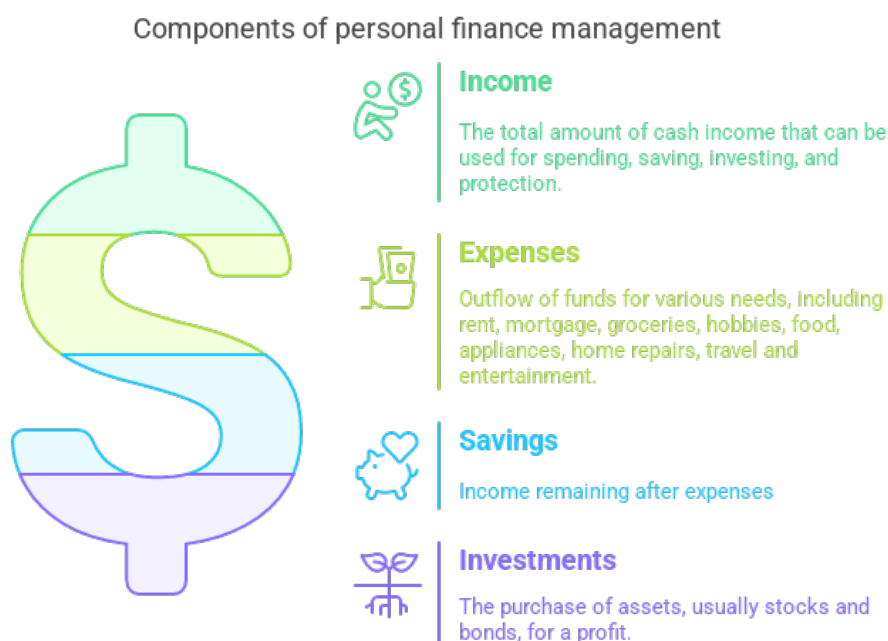 Components of personal finance management
Income
The total amount of cash income that can be
used for spending, saving, investing, and
protection.
Expenses
Outflow of funds for various needs, including
rent, mortgage, groceries, hobbies, food,
appliances, home repairs, travel and
entertainment.
Savings
Income remaining after expenses
Investments
The purchase of assets, usually stocks and
bonds, for a profit.